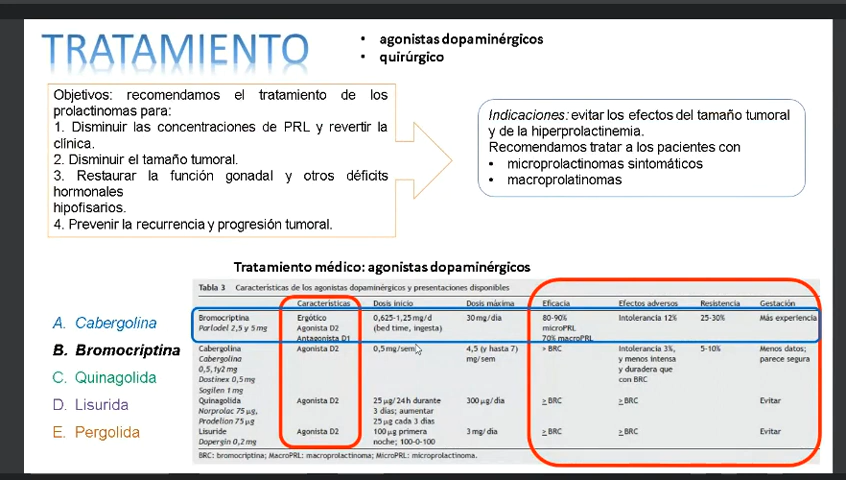 TRATAMIENTO
• agonistas dopaminérgicos
• quirúrgico
Objetivos: recomendamos el tratamiento de los
prolactinomas para:
1. Disminuir las concentraciones de PRL y revertir la
clínica.
2. Disminuir el tamaño tumoral.
3. Restaurar la función gonadal y otros déficits
hormonales
hipofisarios.
4. Prevenir la recurrencia y progresión tumoral.
Indicaciones: evitar los efectos del tamaño tumoral
y de la hiperprolactinemia.
Recomendamos tratar a los pacientes con
• microprolactinomas sintomáticos
• macroprolatinomas
Tratamiento médico: agonistas dopaminérgicos
A. Cabergolina
B. Bromocriptina
C. Quinagolida
D. Lisurida
E. Pergolida
Tabla 3 Características de los agonistas dopaminérgicos y presentaciones disponibles
Características Dosis inicio Dosis máxima Eficacia Efectos adversos Resistencia Gestación
Bromocriptina Ergótico 0,625-1,25 mg/d 30 mg/día 80-90% Intolerancia 12% 25-30% Más experiencia
Parlodel 2,5 y 5 mg Agonista D2 (bed time, ingesta) microPRL
Antagonista D1 70% macroPRL
Cabergolina Agonista D2 0,5 mg/sem 4,5 (y hasta 7) > BRC Intolerancia 3%, 5-10% Menos datos;
Cabergolina mg/sem y menos intensa parece segura
0,5, 1y2 mg y duradera que
Dostinex 0,5 mg con BRC
Sogilen 1 mg
Quinagolida Agonista D2 25 µg/24 h durante 300 µg/día ≥ BRC ≥ BRC Evitar
Norprolac 75 µg, 3 días; aumentar
Prodelion 75 µg 25 µg cada 3 días
Lisuride Agonista D2 100 µg primera 3 mg/día ≥ BRC ≥ BRC Evitar
Dopergin 0,2 mg noche; 100-0-100
BRC: bromocriptina; MacroPRL: macroprolactinoma; MicroPRL: microprolactinoma.